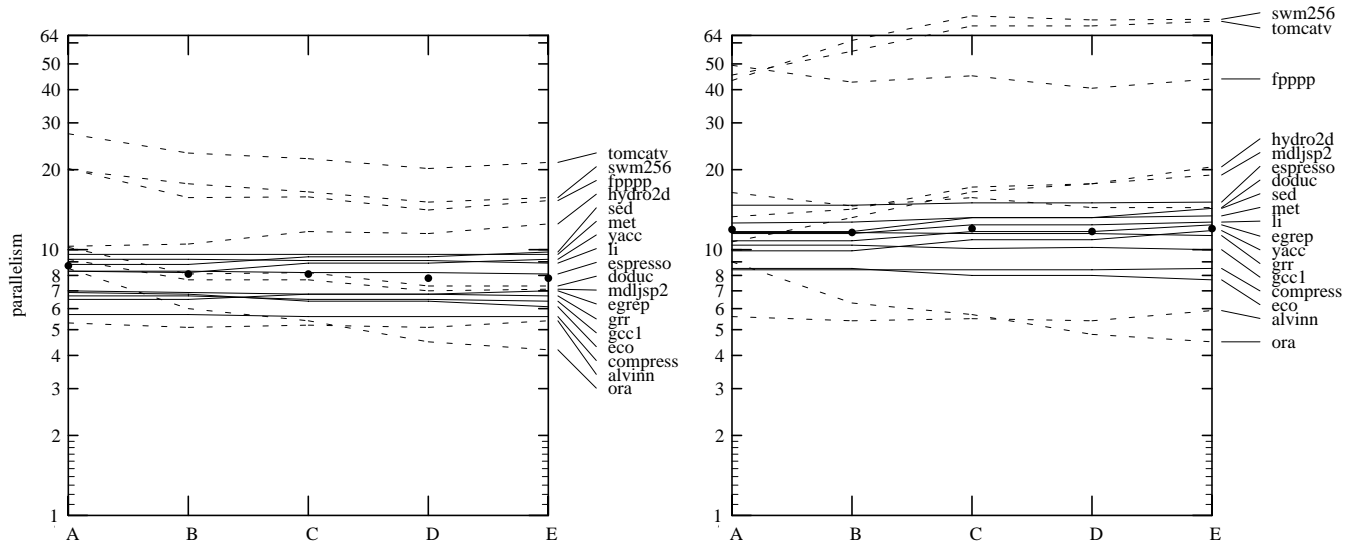 parallelism
64
50
40
30
20
10
8
7
6
5
4
3
2
1
A B C D E
tomcatv
swm256
fpppp
hydro2d
sed
met
yacc
li
espresso
doduc
mdljsp2
egrep
grr
gcc1
eco
compress
alvinn
ora
64
50
40
30
20
10
8
7
6
5
4
3
2
1
A B C D E
swm256
tomcatv
fpppp
hydro2d
mdljsp2
espresso
doduc
sed
met
li
egrep
yacc
grr
gcc1
compress
eco
alvinn
ora